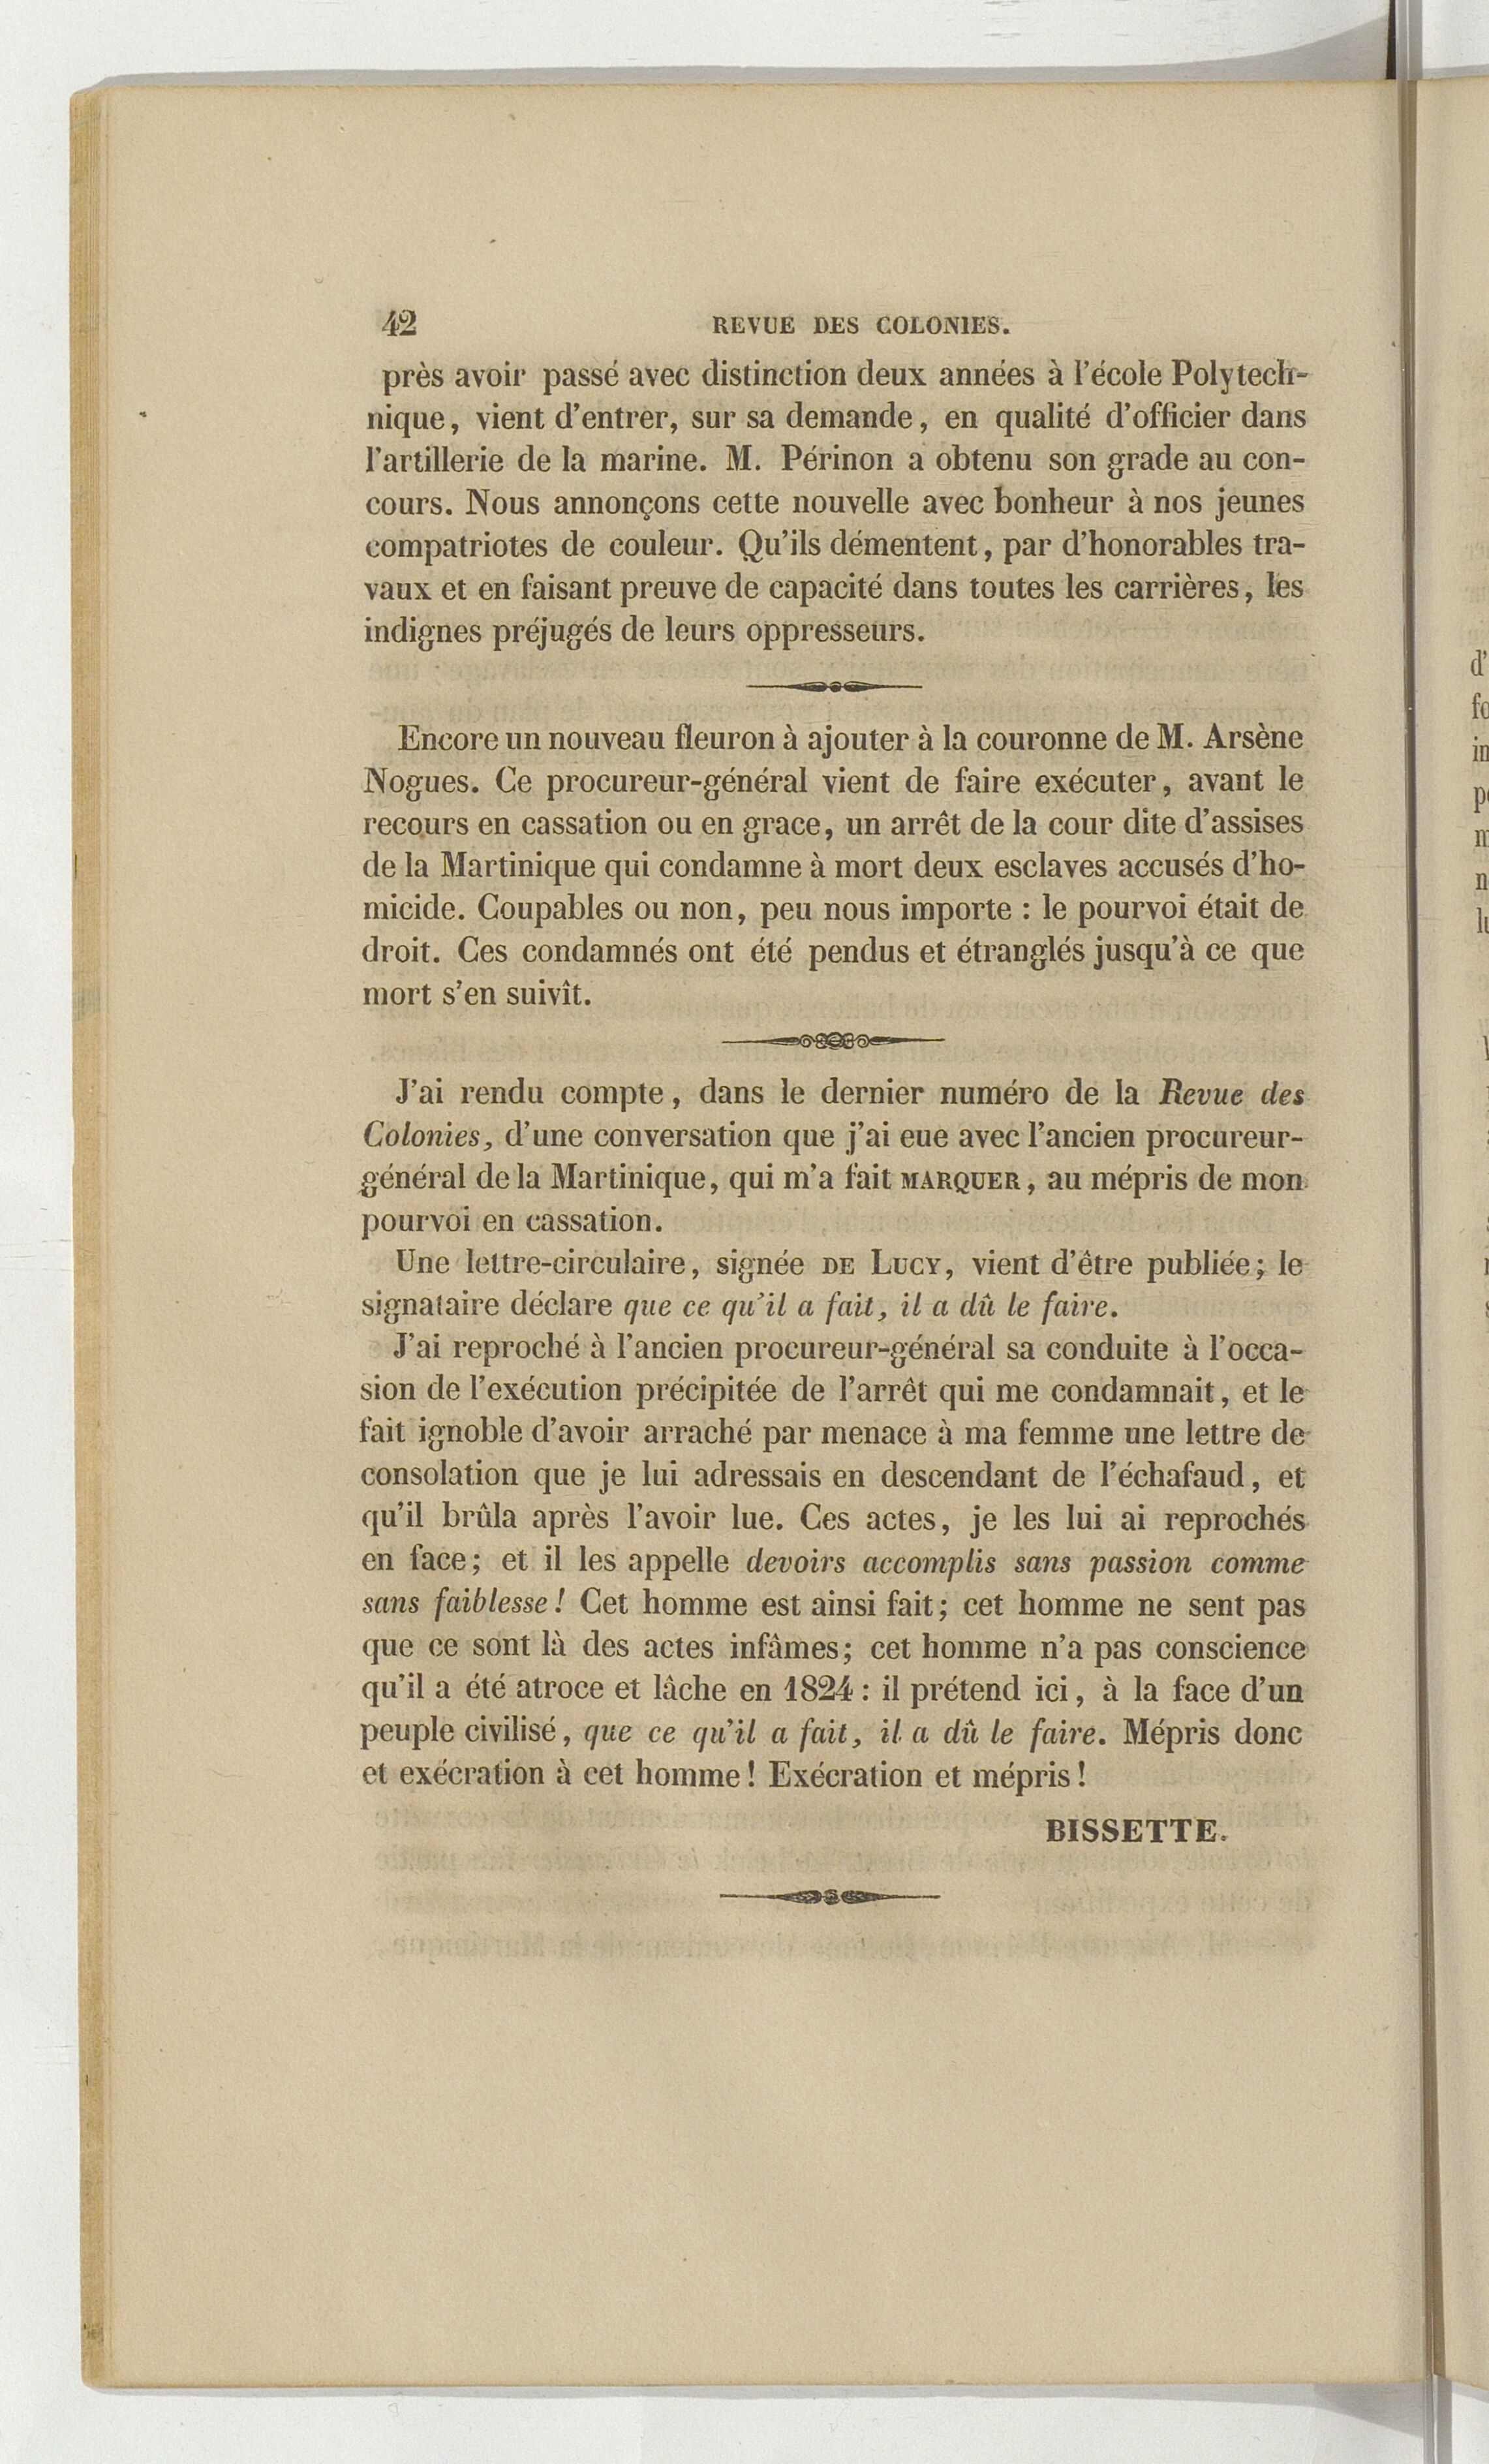 42 REVUE DES COLONIES.
près avoir passé avec distinction deux années à l'école Polytech-
nique, vient d'entrer, sur sa demande, en qualité d'officier dans
l'artillerie de la marine. M. Périnon a obtenu son grade au con-
cours. Nous annonçons cette nouvelle avec bonheur à nos jeunes
compatriotes de couleur. Qu'ils démentent, par d'honorables tra-
vaux et en faisant preuve de capacité dans toutes les carrières, les
indignes préjugés de leurs oppresseurs.
Encore un nouveau fleuron à ajouter à la couronne de M. Arsène
Nogues. Ce procureur-général vient de faire exécuter, avant le
recours en cassation ou en grace, un arrêt de la cour dite d'assises
de la Martinique qui condamne à mort deux esclaves accusés d'ho-
micide. Coupables ou non, peu nous importe : le pourvoi était de
droit. Ces condamnés ont été pendus et étranglés jusqu'à ce que
mort s'en suivît.
J'ai rendu compte, dans le dernier numéro de la Revue des
Colonies, d'une conversation que j'ai eue avec l'ancien procureur-
général de la Martinique, qui m'a fait MARQUER, au mépris de mon
pourvoi en cassation.
Une lettre-circulaire, signée DE LUCY, vient d'être publiée; le
signataire déclare que ce qu'il a fait, il a dû le faire.
J'ai reproché à l'ancien procureur-général sa conduite à l'occa-
sion de l'exécution précipitée de l'arrêt qui me condamnait, et le
fait ignoble d'avoir arraché par menace à ma femme une lettre de
consolation que je lui adressais en descendant de l'échafaud, et
qu'il brûla après l'avoir lue. Ces actes, je les lui ai reprochés
en face; et il les appelle devoirs accomplis sans passion comme
sans faiblesse! Cet homme est ainsi fait; cet homme ne sent pas
que ce sont là des actes infâmes; cet homme n'a pas conscience
qu'il a été atroce et lâche en 1824 : il prétend ici, à la face d'un
peuple civilisé, que ce qu'il a fait, il a dû le faire. Mépris donc
et exécration à cet homme! Exécration et mépris!
BISSETTE.